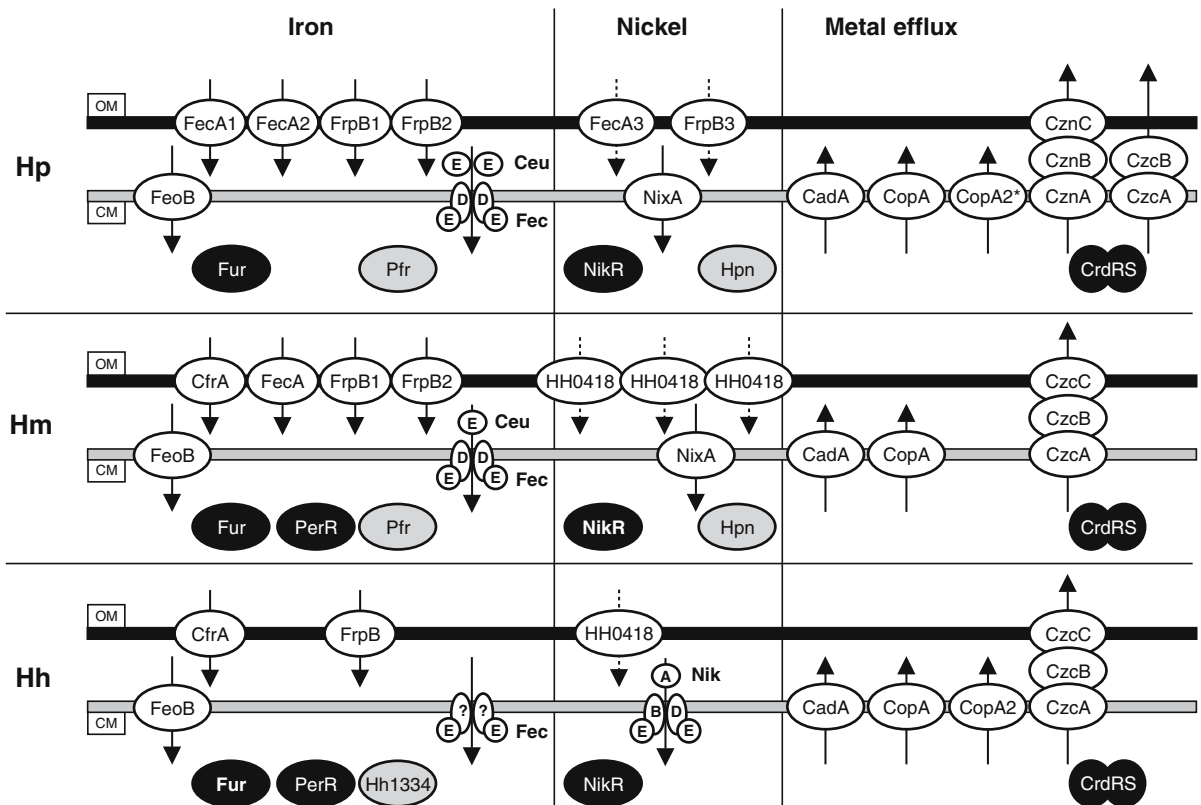 Iron Nickel Metal efflux
Hp
OM
FecA1 FecA2 FrpB1 FrpB2 FecA3 FrpB3 CznC
E E Ceu CznB CzcB
CM
FeoB D D NixA CadA CopA CopA2* CznA CzcA
E E Fec
Fur Pfr NikR Hpn CrdRS
Hm
OM
CfrA FecA FrpB1 FrpB2 HH0418 HH0418 HH0418 CzcC
E Ceu CzcB
CM
FeoB D D NixA CadA CopA CzcA
E E Fec
Fur PerR Pfr NikR Hpn CrdRS
Hh
OM
CfrA FrpB HH0418 CzcC
A Nik CzcB
CM
FeoB ? ? B D CadA CopA CopA2 CzcA
E E Fec E E
Fur PerR Hh1334 NikR CrdRS